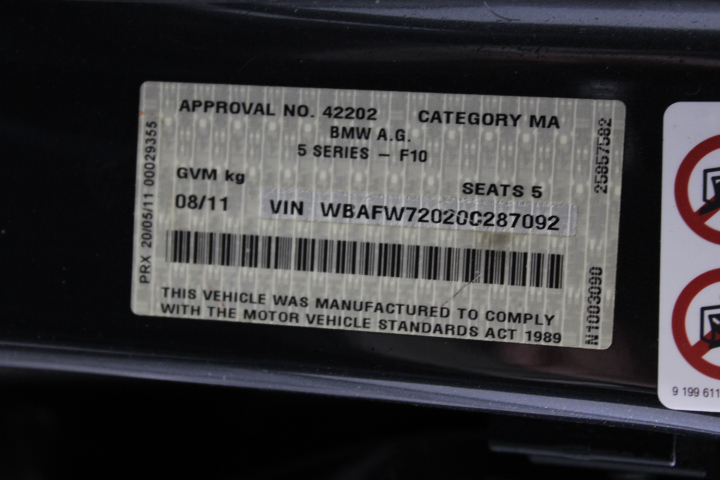 APPROVAL NO. 42202 CATEGORY MA
BMW A.G.
5 SERIES - F10
GVM kg
SEATS 5
08/11 VIN WBAFW72020C287092
THIS VEHICLE WAS MANUFACTURED TO COMPLY
WITH THE MOTOR VEHICLE STANDARDS ACT 1989
PRX 20/05/11 00029355
25857582
N1003090
9 199 611